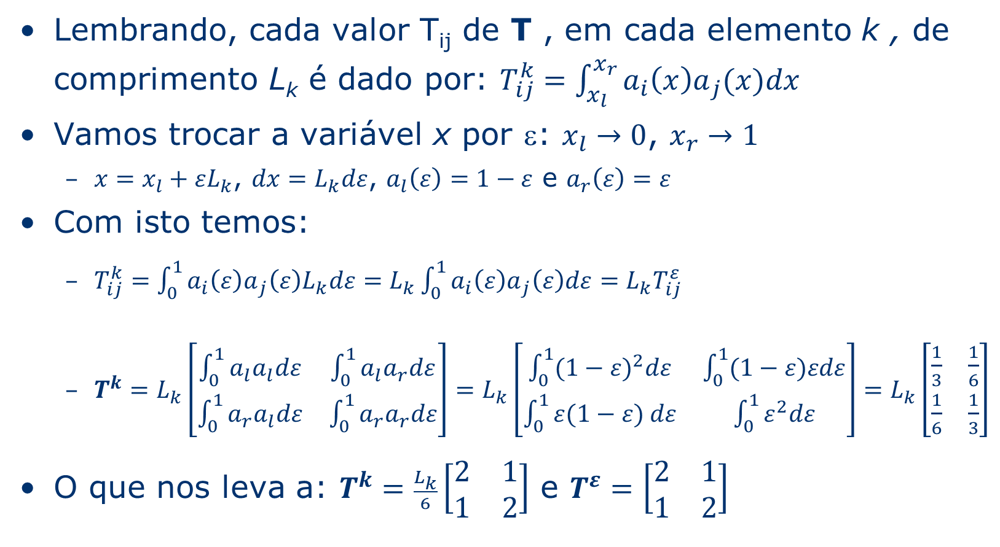 • Lembrando, cada valor T_ij de **T** , em cada elemento k , de
comprimento L_k é dado por: $T_{ij}^k = \int_{x_l}^{x_r} a_i(x)a_j(x)dx$
• Vamos trocar a variável x por ε: $x_l \to 0$, $x_r \to 1$
– $x = x_l + \varepsilon L_k$, $dx = L_k d\varepsilon$, $a_l(\varepsilon) = 1 - \varepsilon$ e $a_r(\varepsilon) = \varepsilon$
• Com isto temos:
– $T_{ij}^k = \int_0^1 a_i(\varepsilon)a_j(\varepsilon)L_k d\varepsilon = L_k \int_0^1 a_i(\varepsilon)a_j(\varepsilon)d\varepsilon = L_k T_{ij}^{\varepsilon}$
– $\boldsymbol{T^k} = L_k \begin{bmatrix} \int_0^1 a_l a_l d\varepsilon & \int_0^1 a_l a_r d\varepsilon \\ \int_0^1 a_r a_l d\varepsilon & \int_0^1 a_r a_r d\varepsilon \end{bmatrix} = L_k \begin{bmatrix} \int_0^1 (1-\varepsilon)^2 d\varepsilon & \int_0^1 (1-\varepsilon)\varepsilon d\varepsilon \\ \int_0^1 \varepsilon(1-\varepsilon)\, d\varepsilon & \int_0^1 \varepsilon^2 d\varepsilon \end{bmatrix} = L_k \begin{bmatrix} \frac{1}{3} & \frac{1}{6} \\ \frac{1}{6} & \frac{1}{3} \end{bmatrix}$
• O que nos leva a: $\boldsymbol{T^k} = \frac{L_k}{6} \begin{bmatrix} 2 & 1 \\ 1 & 2 \end{bmatrix}$ e $\boldsymbol{T^{\varepsilon}} = \begin{bmatrix} 2 & 1 \\ 1 & 2 \end{bmatrix}$